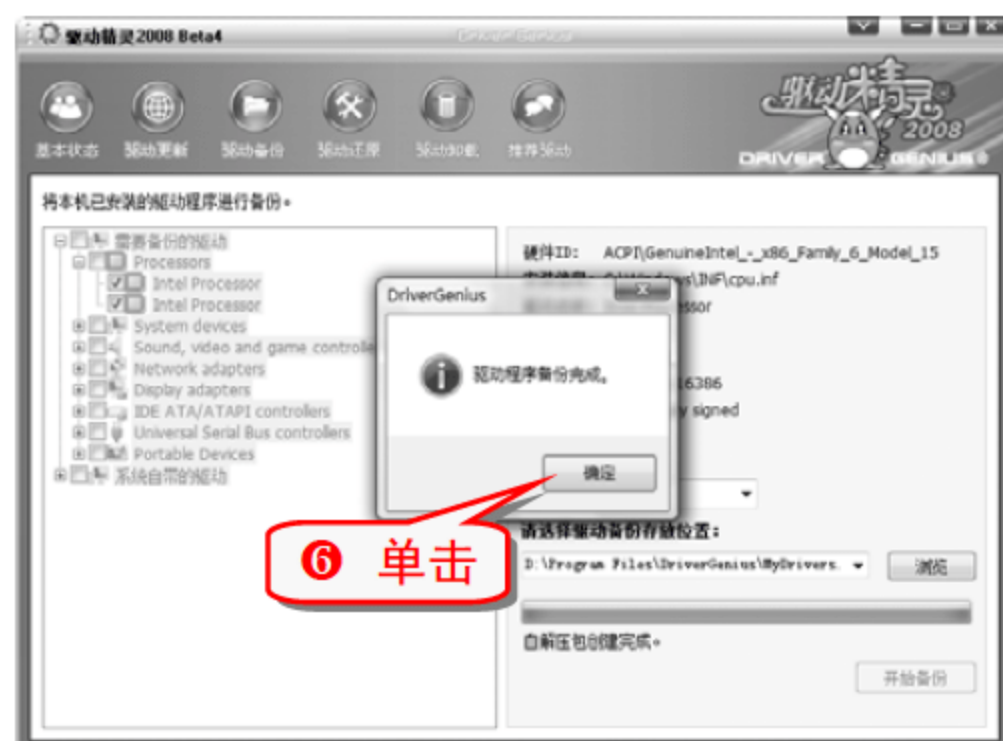 驱动精灵2008 Beta4
Driver Genius
基本状态 驱动更新 驱动备份 驱动还原 驱动卸载 推荐驱动
驱动精灵
2008
DRIVER GENIUS
将本机已安装的驱动程序进行备份。
需要备份的驱动
Processors
Intel Processor
Intel Processor
System devices
Sound, video and game controlle
Network adapters
Display adapters
IDE ATA/ATAPI controllers
Universal Serial Bus controllers
Portable Devices
系统自带的驱动
硬件ID: ACPI\GenuineIntel_-_x86_Family_6_Model_15
\INF\cpu.inf
16386
signed
DriverGenius
驱动程序备份完成。
确定
❻ 单击
请选择驱动备份存放位置:
D:\Program Files\DriverGenius\MyDrivers.
浏览
自解压包创建完成。
开始备份